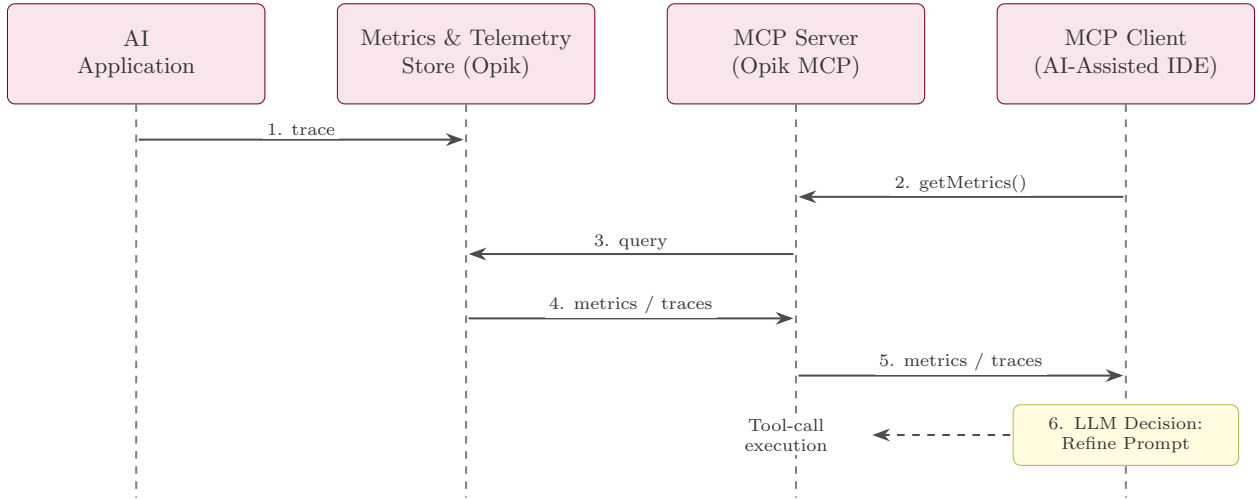 AI
Application
Metrics & Telemetry
Store (Opik)
MCP Server
(Opik MCP)
MCP Client
(AI-Assisted IDE)
1. trace
2. getMetrics()
3. query
4. metrics / traces
5. metrics / traces
Tool-call
execution
6. LLM Decision:
Refine Prompt